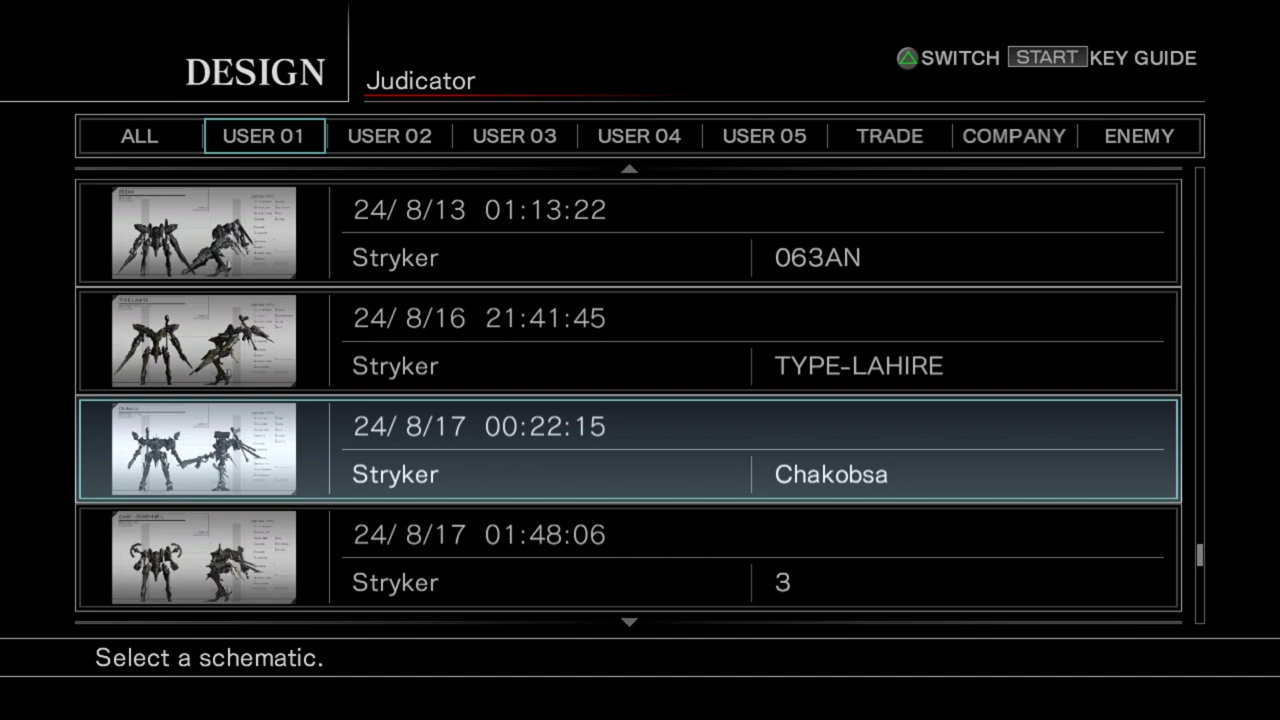 DESIGN
Judicator
SWITCH START KEY GUIDE
ALL USER 01 USER 02 USER 03 USER 04 USER 05 TRADE COMPANY ENEMY
24/ 8/13 01:13:22
Stryker 063AN
24/ 8/16 21:41:45
Stryker TYPE-LAHIRE
24/ 8/17 00:22:15
Stryker Chakobsa
24/ 8/17 01:48:06
Stryker 3
Select a schematic.